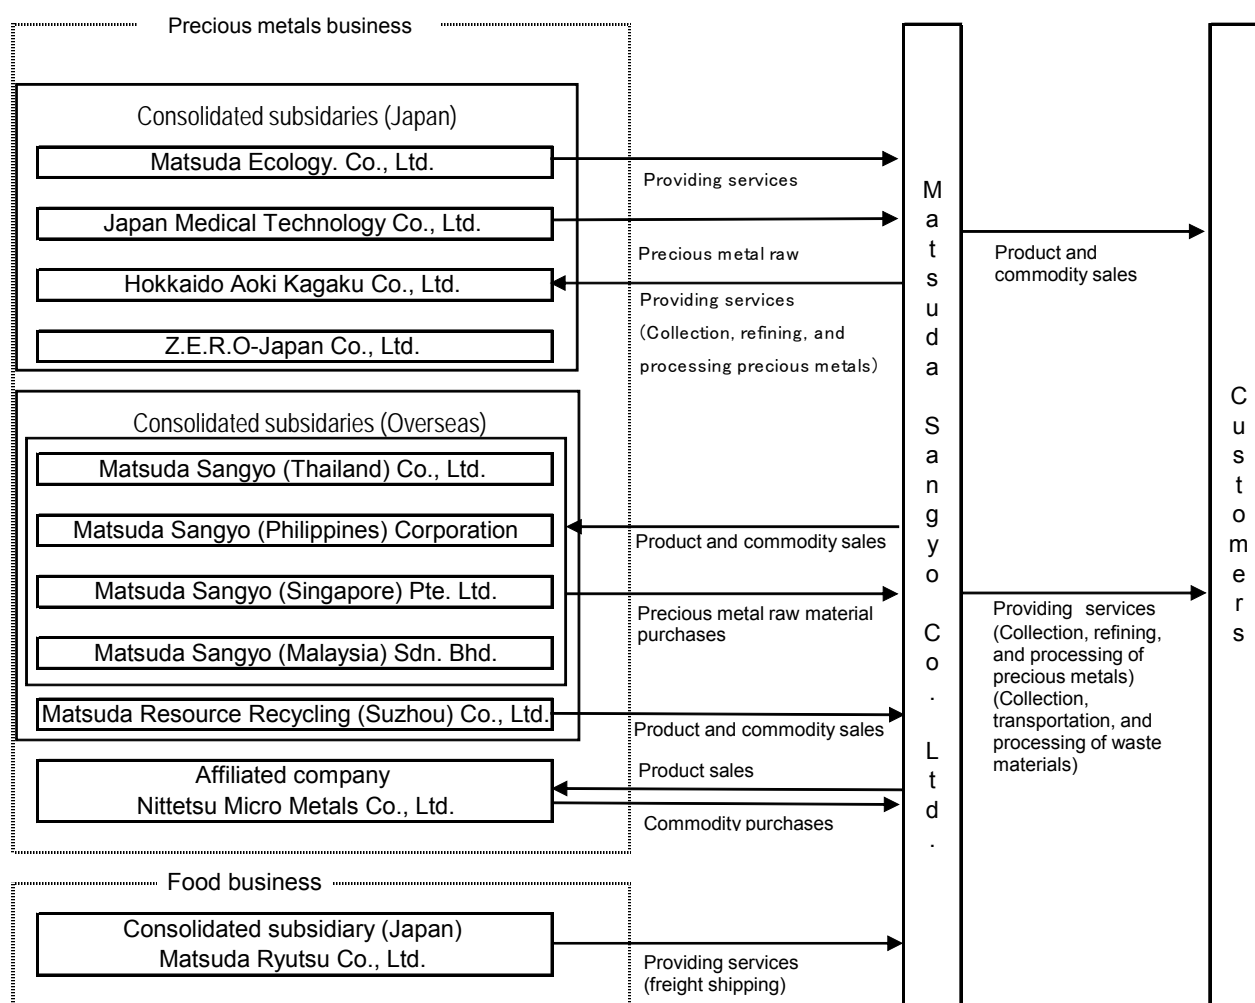 Precious metals business
Consolidated subsidaries (Japan)
Matsuda Ecology. Co., Ltd.
Providing services
Japan Medical Technology Co., Ltd.
Precious metal raw
Hokkaido Aoki Kagaku Co., Ltd.
Providing services
(Collection, refining, and
processing precious metals)
Z.E.R.O-Japan Co., Ltd.
Consolidated subsidaries (Overseas)
Matsuda Sangyo (Thailand) Co., Ltd.
Matsuda Sangyo (Philippines) Corporation
Product and commodity sales
Matsuda Sangyo (Singapore) Pte. Ltd.
Precious metal raw material
purchases
Matsuda Sangyo (Malaysia) Sdn. Bhd.
Matsuda Resource Recycling (Suzhou) Co., Ltd.
Product and commodity sales
Affiliated company
Nittetsu Micro Metals Co., Ltd.
Product sales
Commodity purchases
Food business
Consolidated subsidiary (Japan)
Matsuda Ryutsu Co., Ltd.
Providing services
(freight shipping)
Matsuda Sangyo Co. Ltd.
Product and
commodity sales
Providing services
(Collection, refining,
and processing of
precious metals)
(Collection,
transportation, and
processing of waste
materials)
Customers